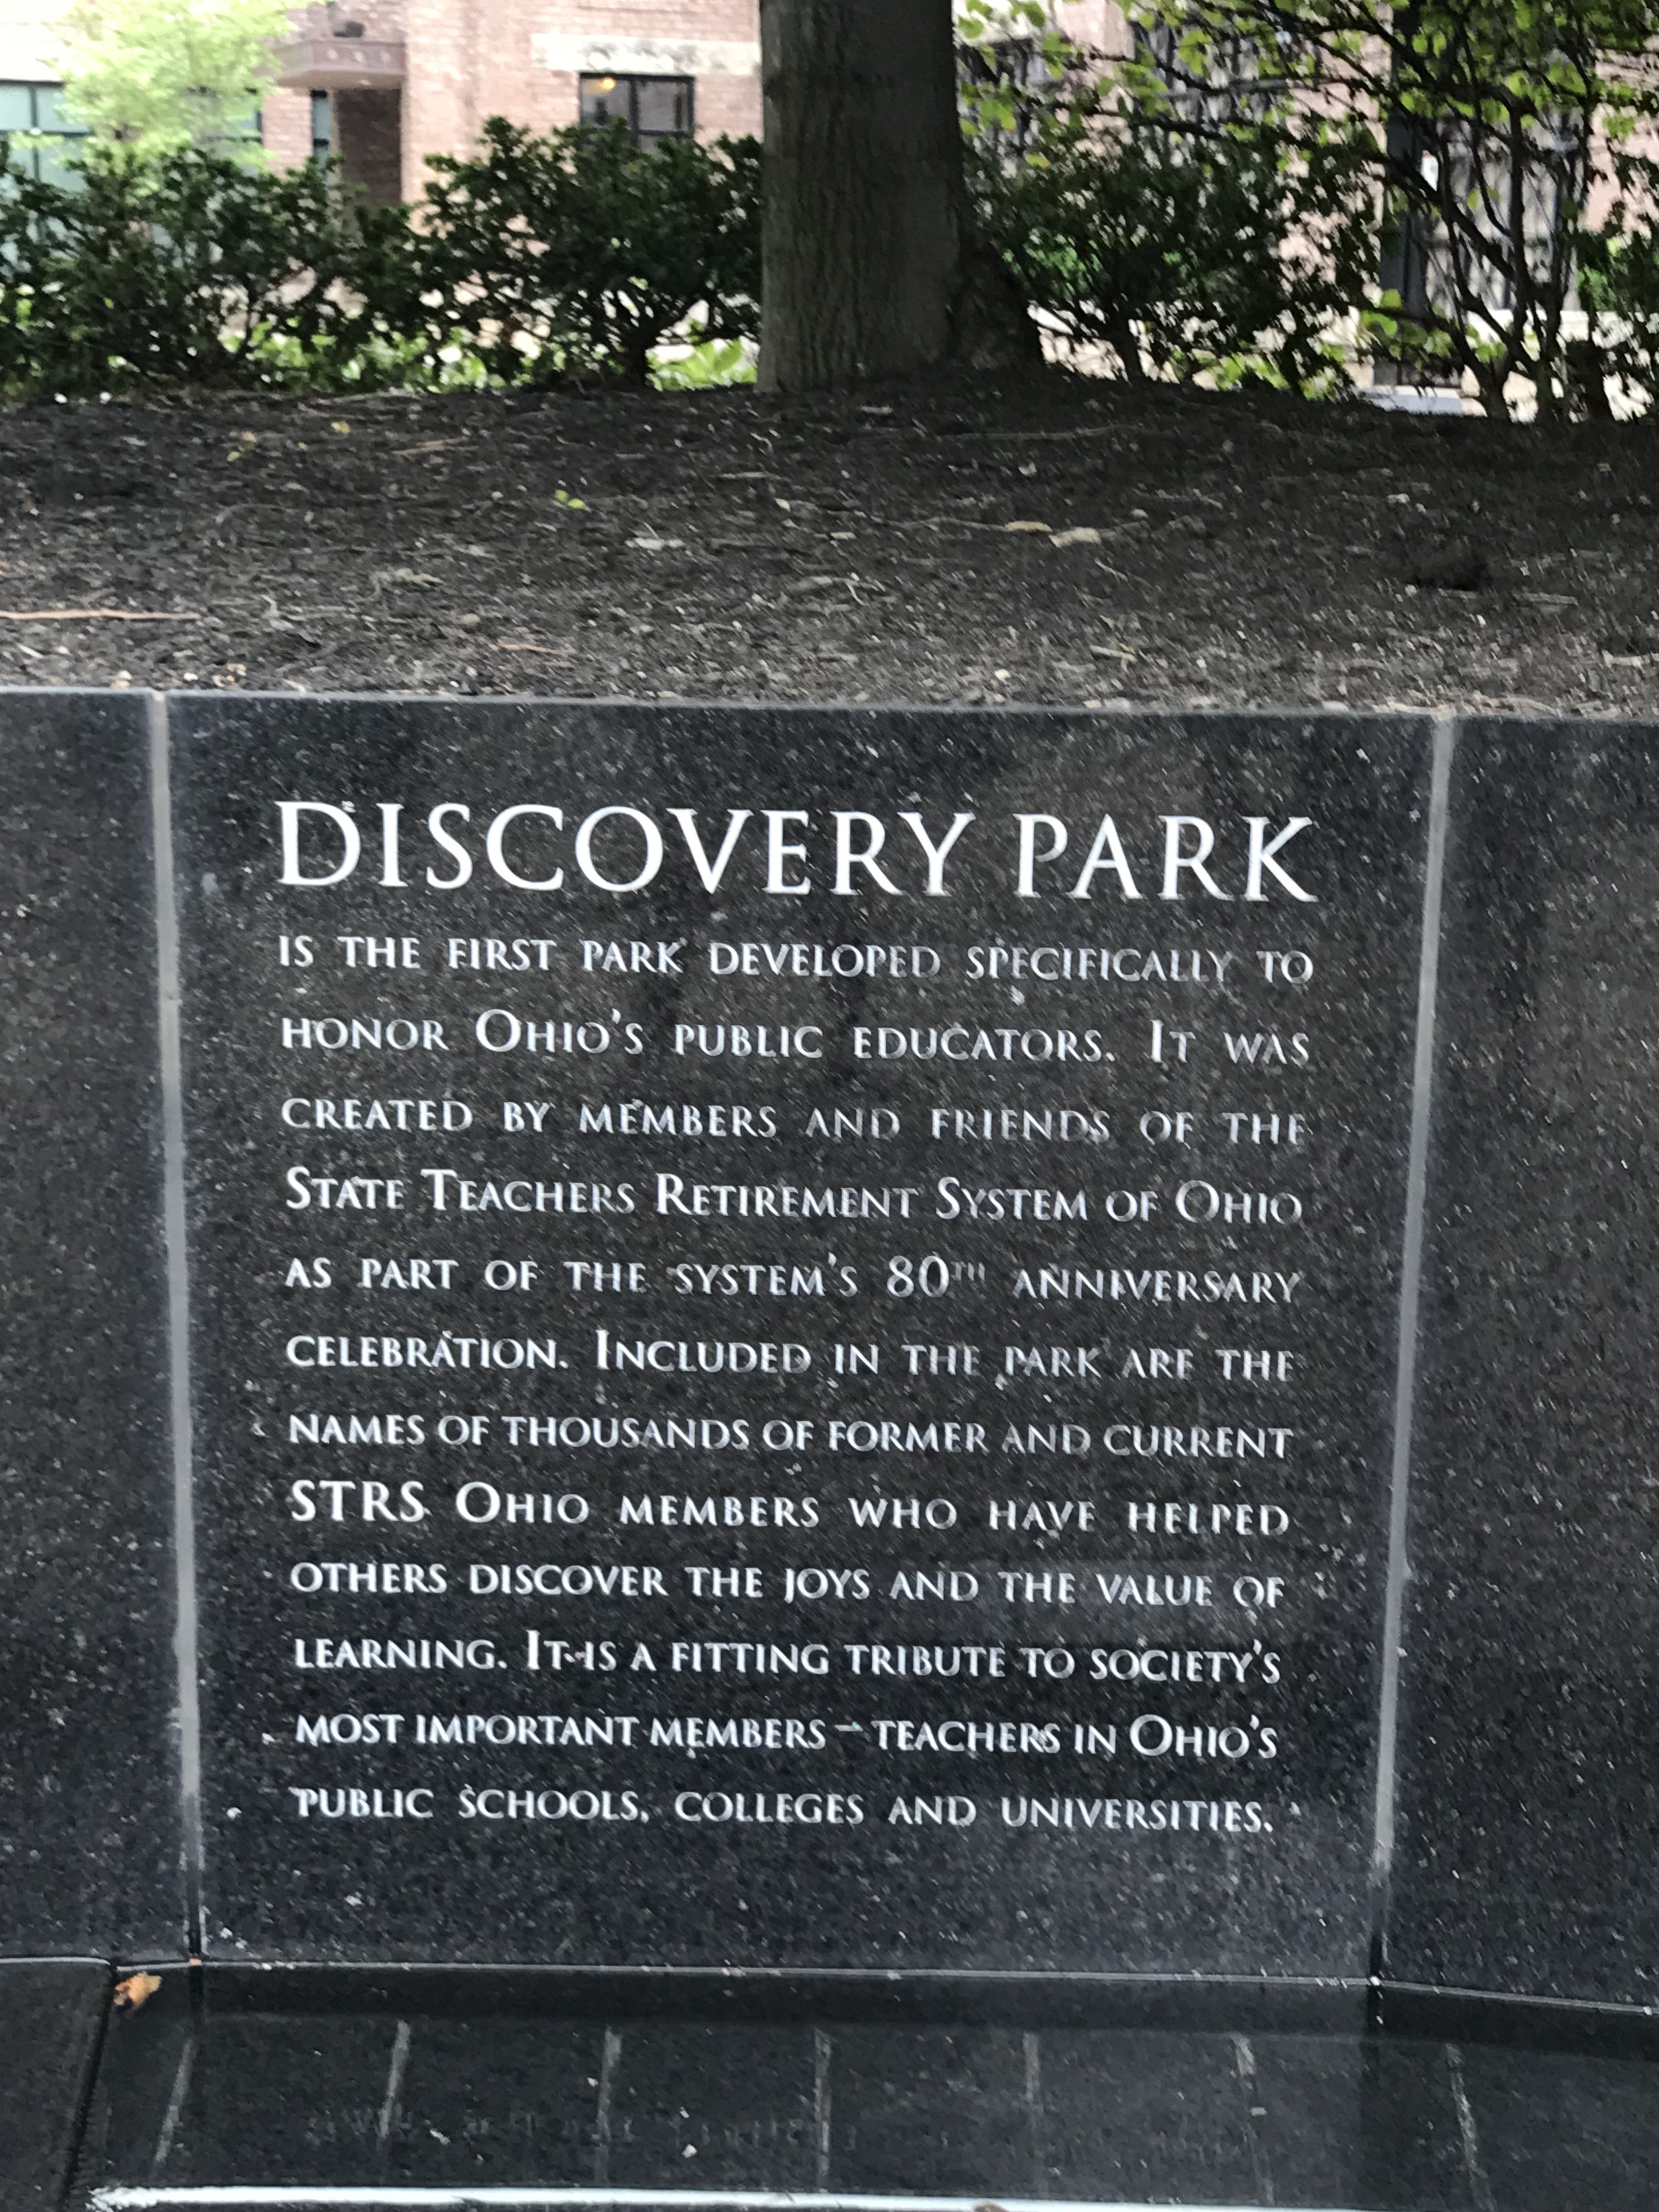 DISCOVERY PARK
IS THE FIRST PARK DEVELOPED SPECIFICALLY TO
HONOR OHIO'S PUBLIC EDUCATORS. IT WAS
CREATED BY MEMBERS AND FRIENDS OF THE
STATE TEACHERS RETIREMENT SYSTEM OF OHIO
AS PART OF THE SYSTEM'S 80TH ANNIVERSARY
CELEBRATION. INCLUDED IN THE PARK ARE THE
NAMES OF THOUSANDS OF FORMER AND CURRENT
STRS OHIO MEMBERS WHO HAVE HELPED
OTHERS DISCOVER THE JOYS AND THE VALUE OF
LEARNING. IT IS A FITTING TRIBUTE TO SOCIETY'S
MOST IMPORTANT MEMBERS – TEACHERS IN OHIO'S
PUBLIC SCHOOLS, COLLEGES AND UNIVERSITIES.